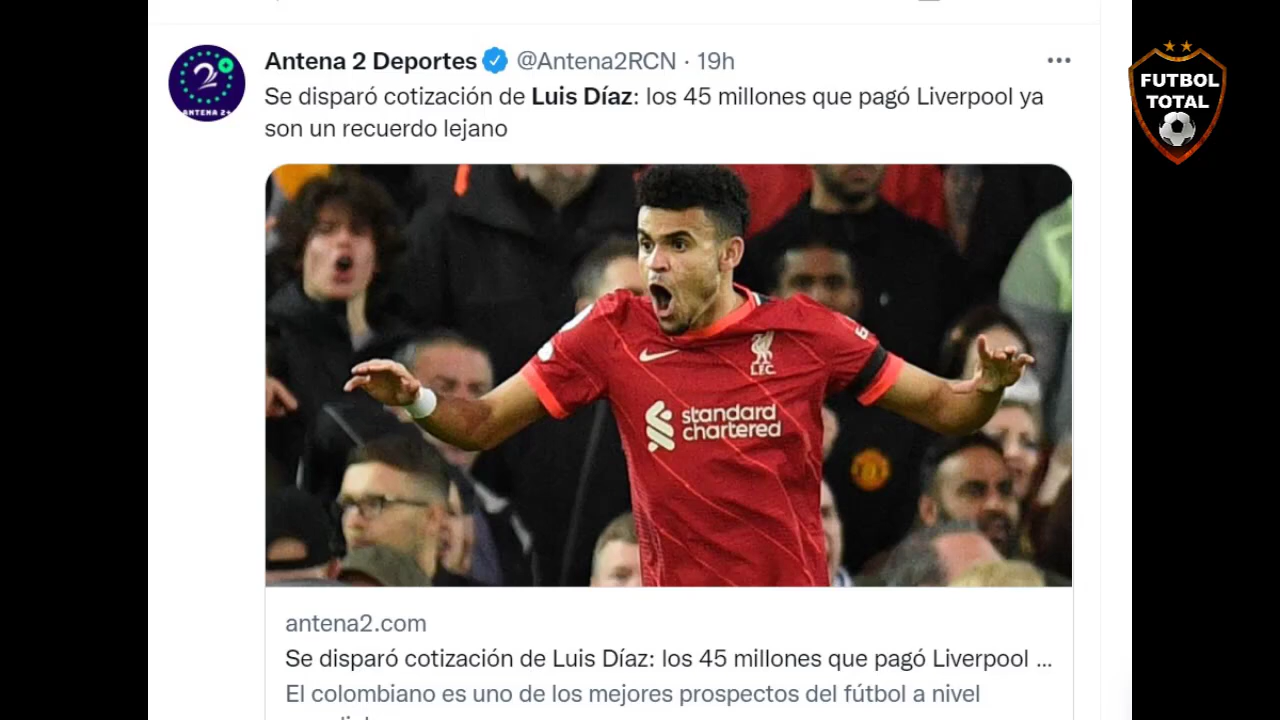 Antena 2 Deportes @Antena2RCN · 19h
Se disparó cotización de Luis Díaz: los 45 millones que pagó Liverpool ya
son un recuerdo lejano
ANTENA 2+
FUTBOL
TOTAL
L.F.C.
standard
chartered
antena2.com
Se disparó cotización de Luis Díaz: los 45 millones que pagó Liverpool ...
El colombiano es uno de los mejores prospectos del fútbol a nivel